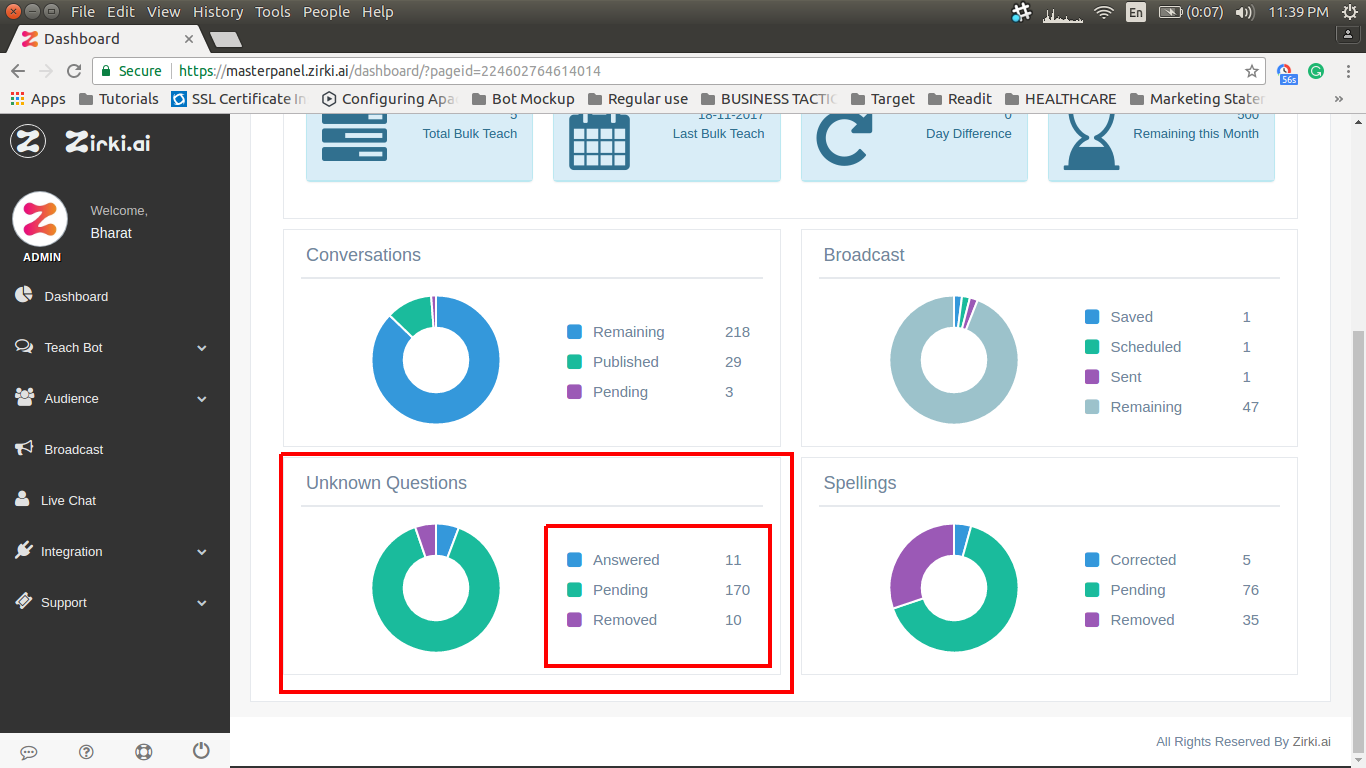 File Edit View History Tools People Help
En (0:07) 11:39 PM
Dashboard
Secure https://masterpanel.zirki.ai/dashboard/?pageid=224602764614014
56s
Apps Tutorials SSL Certificate In Configuring Apa Bot Mockup Regular use BUSINESS TACTIC Target Readit HEALTHCARE Marketing Stater »
Zirki.ai
Welcome,
Bharat
ADMIN
Dashboard
Teach Bot
Audience
Broadcast
Live Chat
Integration
Support
5
Total Bulk Teach
18-11-2017
Last Bulk Teach
0
Day Difference
500
Remaining this Month
Conversations
Remaining 218
Published 29
Pending 3
Broadcast
Saved 1
Scheduled 1
Sent 1
Remaining 47
Unknown Questions
Answered 11
Pending 170
Removed 10
Spellings
Corrected 5
Pending 76
Removed 35
All Rights Reserved By Zirki.ai